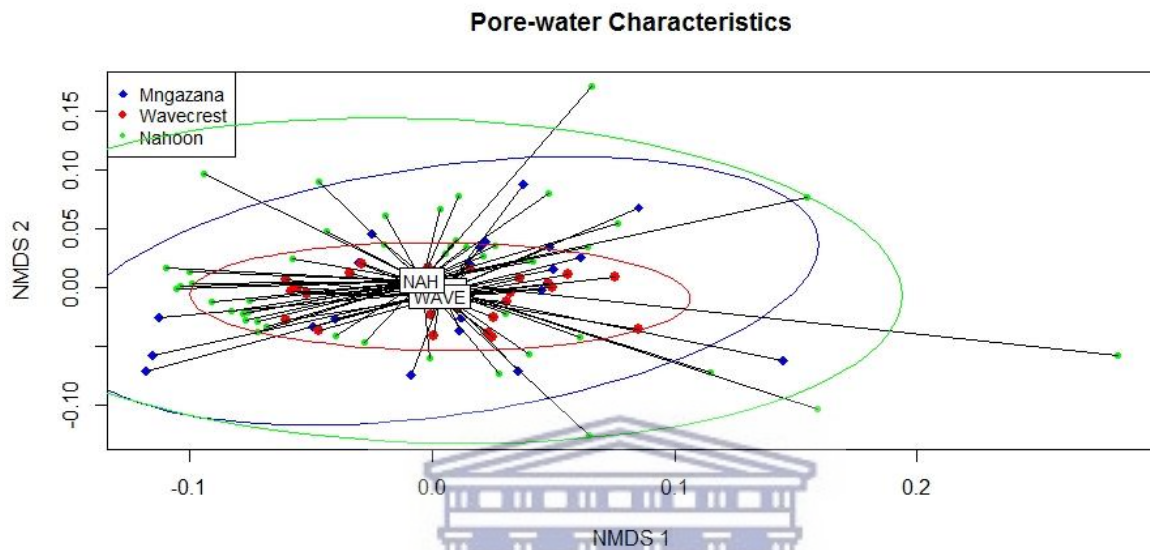 Pore-water Characteristics
Mngazana
Wavecrest
Nahoon
NMDS 2
0.15
0.10
0.05
0.00
-0.10
NAH
WAVE
-0.1
0.0
0.1
0.2
NMDS 1